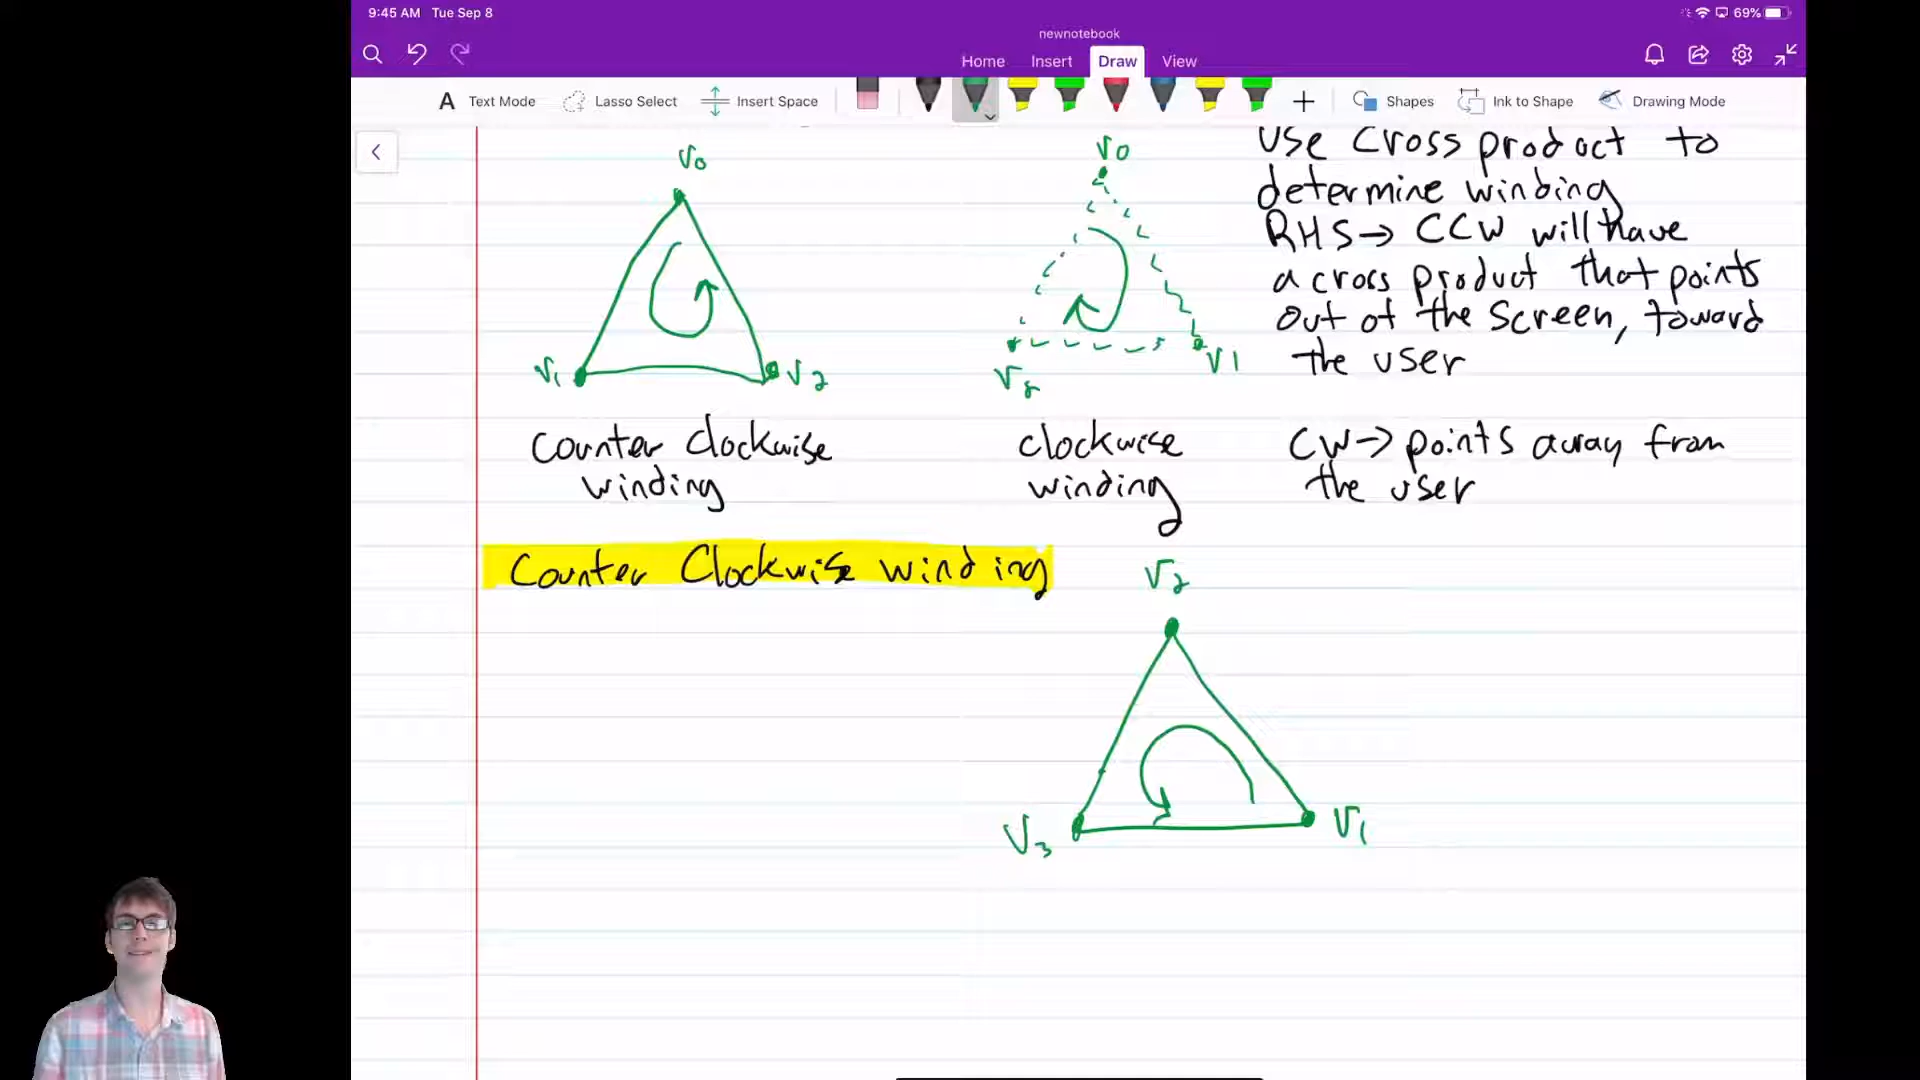 9:45 AM Tue Sep 8
69%
newnotebook
Home Insert Draw View
Text Mode Lasso Select Insert Space Shapes Ink to Shape Drawing Mode
V0
V1
V2
Counter Clockwise
winding
V0
V1
clockwise
winding
Use Cross product to
determine winding
RHS→ CCW will have
a cross product that points
out of the screen, toward
the user
CW→ points away from
the user
Counter Clockwise winding
V2
V3
V1